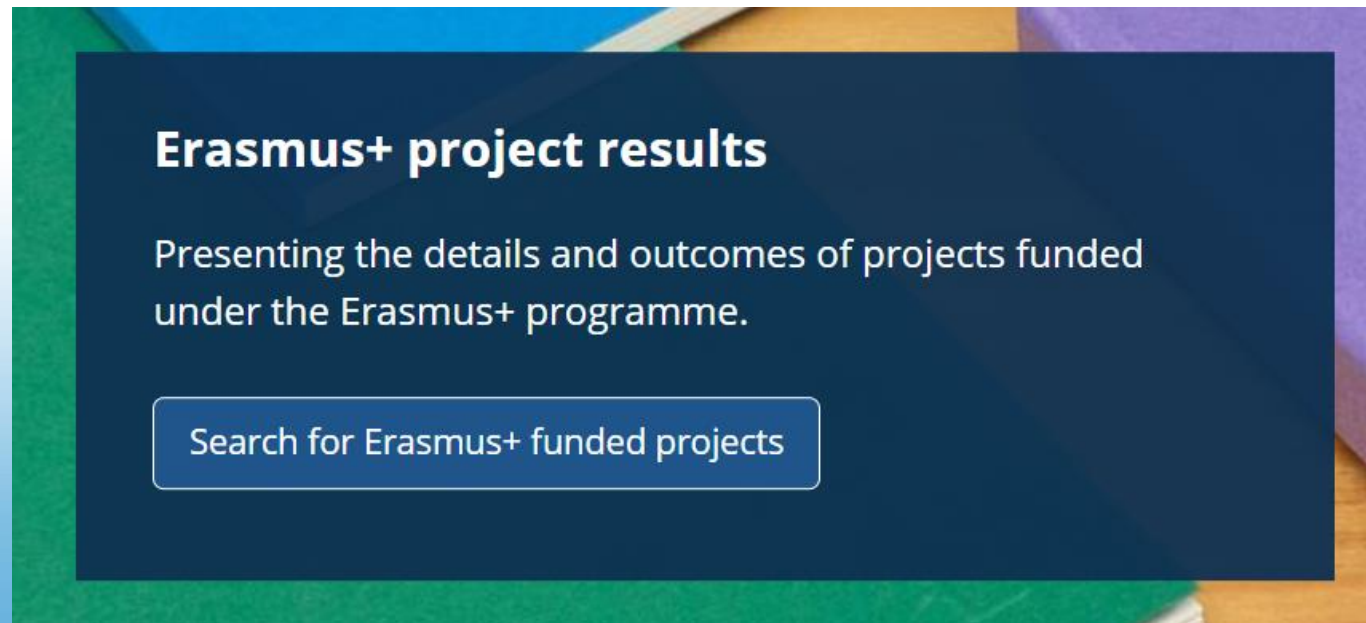 Erasmus+ project results
Presenting the details and outcomes of projects funded
under the Erasmus+ programme.
Search for Erasmus+ funded projects